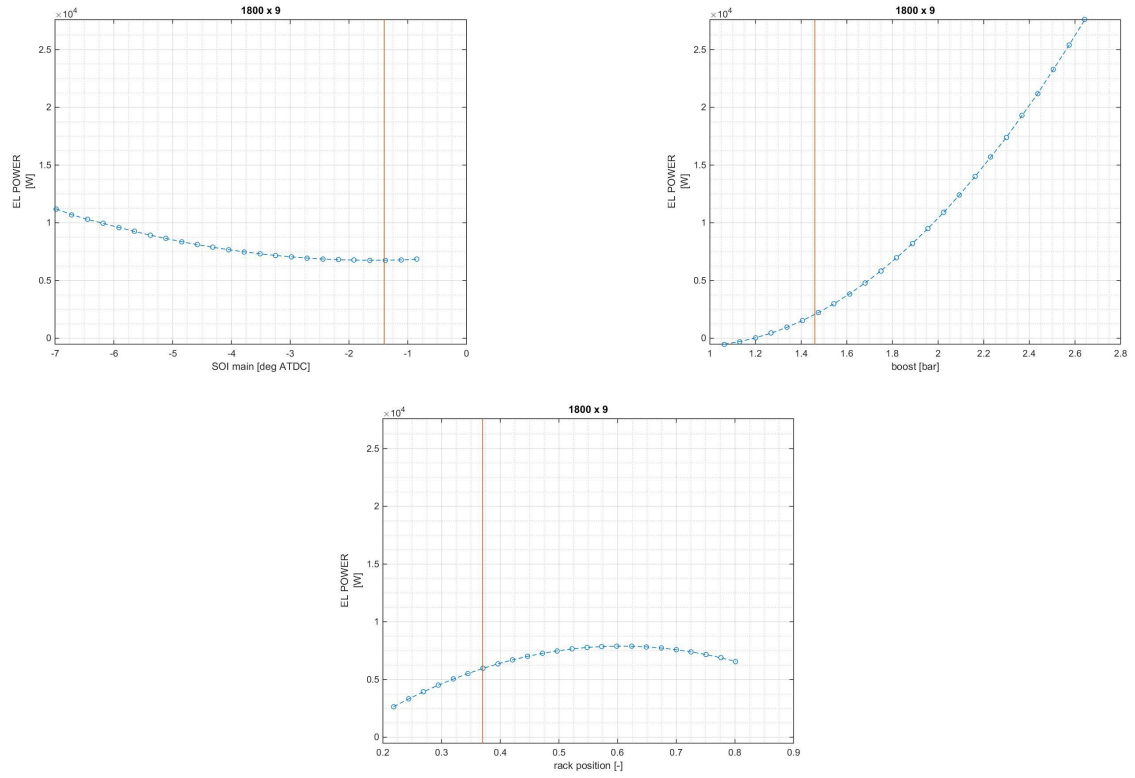 1800 x 9
×10⁴
2.5
2
1.5
1
0.5
0
EL POWER
[W]
-7 -6 -5 -4 -3 -2 -1 0
SOI main [deg ATDC]
1800 x 9
×10⁴
2.5
2
1.5
1
0.5
0
EL POWER
[W]
1 1.2 1.4 1.6 1.8 2 2.2 2.4 2.6 2.8
boost [bar]
1800 x 9
×10⁴
2.5
2
1.5
1
0.5
0
EL POWER
[W]
0.2 0.3 0.4 0.5 0.6 0.7 0.8 0.9
rack position [-]